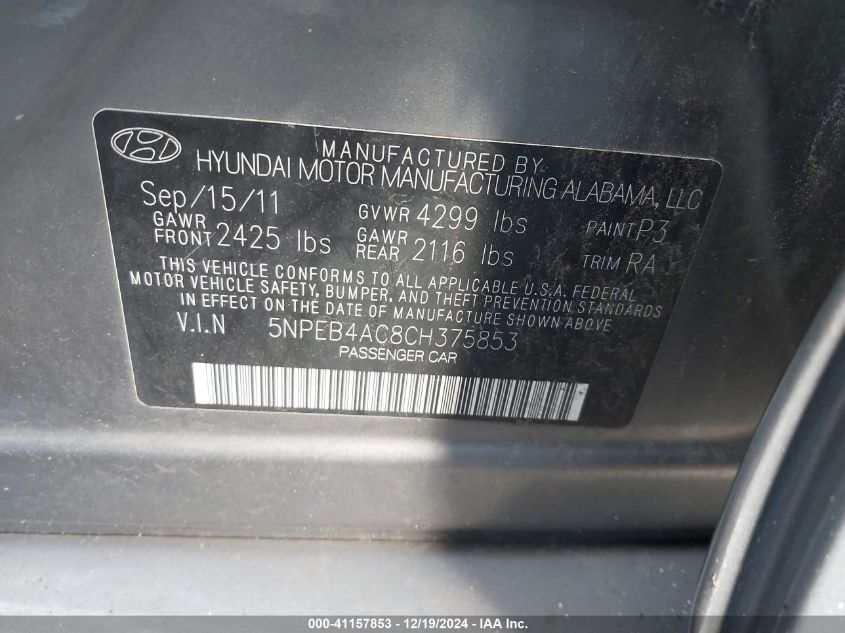 MANUFACTURED BY
HYUNDAI MOTOR MANUFACTURING ALABAMA, LLC
Sep/15/11 GVWR 4299 lbs PAINT P3
GAWR FRONT 2425 lbs GAWR REAR 2116 lbs TRIM RA
THIS VEHICLE CONFORMS TO ALL APPLICABLE U.S.A. FEDERAL
MOTOR VEHICLE SAFETY, BUMPER, AND THEFT PREVENTION STANDARDS
IN EFFECT ON THE DATE OF MANUFACTURE SHOWN ABOVE
V.I.N 5NPEB4AC8CH375853
PASSENGER CAR
000-41157853 - 12/19/2024 - IAA Inc.